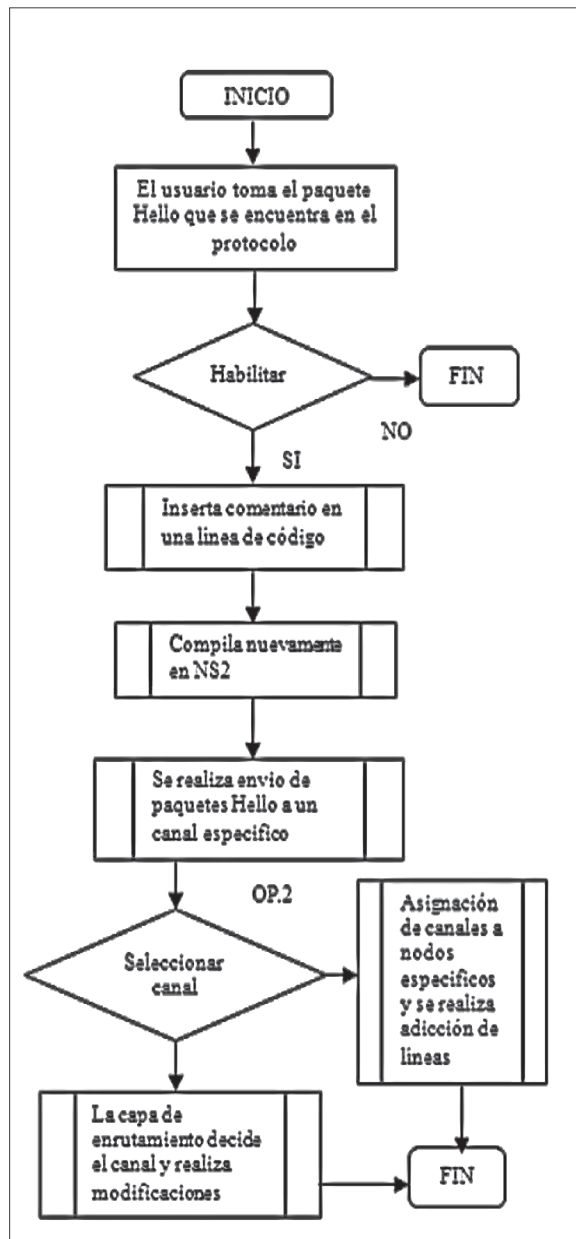 INICIO
El usuario toma el paquete
Hello que se encuentra en el
protocolo
Habilitar
FIN
NO
SI
Inserta comentario en
una linea de código
Compila nuevamente
en NS2
Se realiza envio de
paquetes Hello a un
canal especifico
OP.2
Seleccionar
canal
Asignación
de canales a
nodos
especificos
y se realiza
adicción de
lineas
La capa de
enrutamiento decide
el canal y realiza
modificaciones
FIN